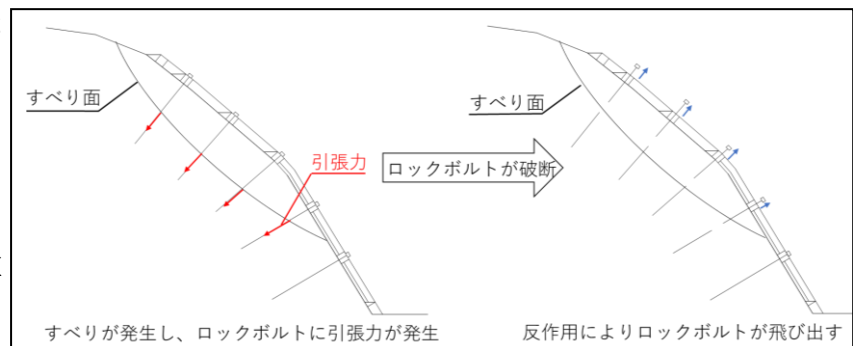 すべり面
引張力
すべりが発生し、ロックボルトに引張力が発生
ロックボルトが破断
すべり面
反作用によりロックボルトが飛び出す